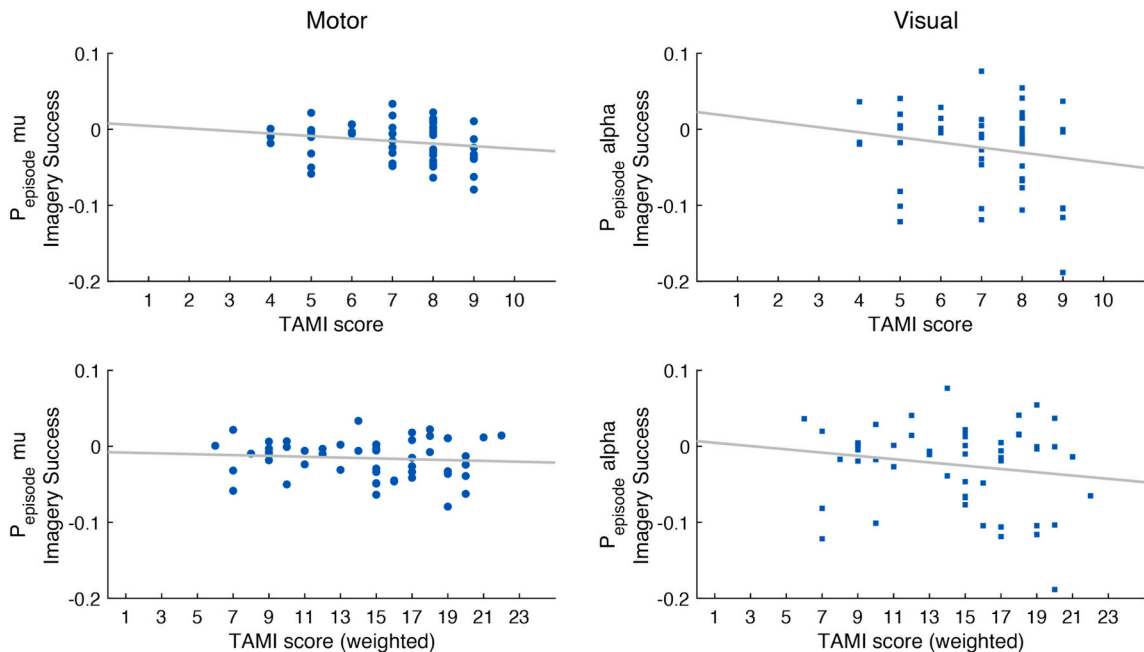 Motor
Visual
P episode mu
Imagery Success
0.1
0
-0.1
-0.2
1 2 3 4 5 6 7 8 9 10
TAMI score
P episode alpha
Imagery Success
0.1
0
-0.1
-0.2
1 2 3 4 5 6 7 8 9 10
TAMI score
P episode mu
Imagery Success
0.1
0
-0.1
-0.2
1 3 5 7 9 11 13 15 17 19 21 23
TAMI score (weighted)
P episode alpha
Imagery Success
0.1
0
-0.1
-0.2
1 3 5 7 9 11 13 15 17 19 21 23
TAMI score (weighted)